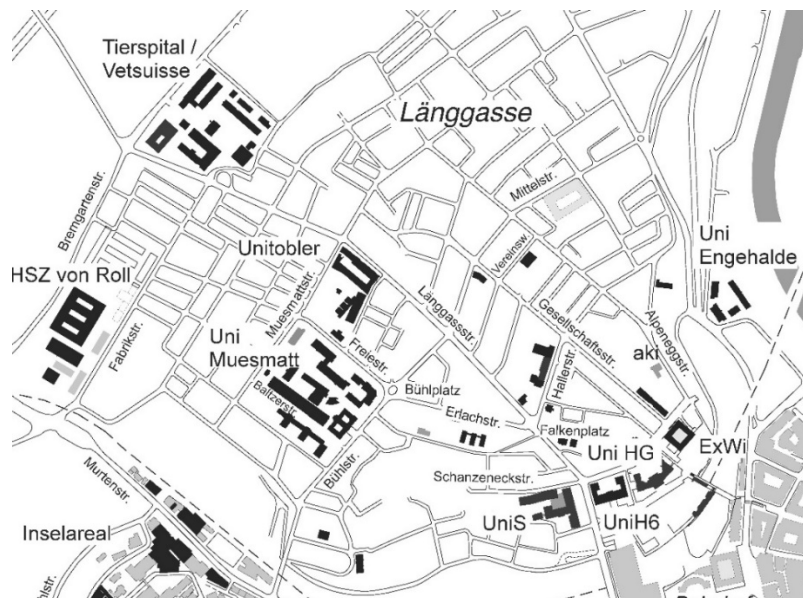 Tierspital /
Vetsuisse
Länggasse
Mittelstr.
Bremgartenstr.
Unitobler
Vereinsw.
Uni
Engehalde
HSZ von Roll
Muesmattstr.
Länggassstr.
Gesellschaftsstr.
Alpeneggstr.
Fabrikstr.
Uni
Muesmatt
Freiestr.
Hallerstr.
aki
Baltzerstr.
Bühlplatz
Erlachstr.
Falkenplatz
Uni HG
ExWi
Bühlstr.
Schanzeneckstr.
Murtenstr.
UniS
UniH6
Inselareal